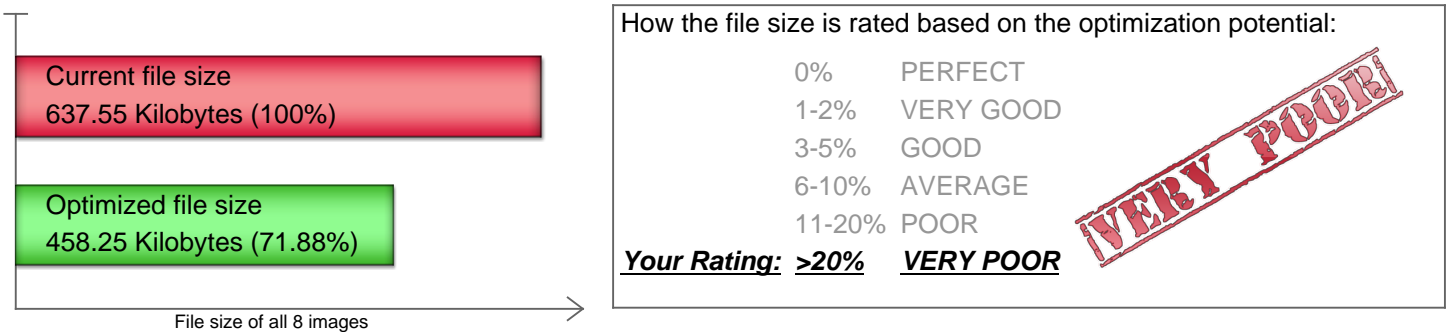 Current file size
637.55 Kilobytes (100%)
Optimized file size
458.25 Kilobytes (71.88%)
File size of all 8 images
How the file size is rated based on the optimization potential:
0% PERFECT
1-2% VERY GOOD
3-5% GOOD
6-10% AVERAGE
11-20% POOR
Your Rating: >20% VERY POOR
VERY POOR